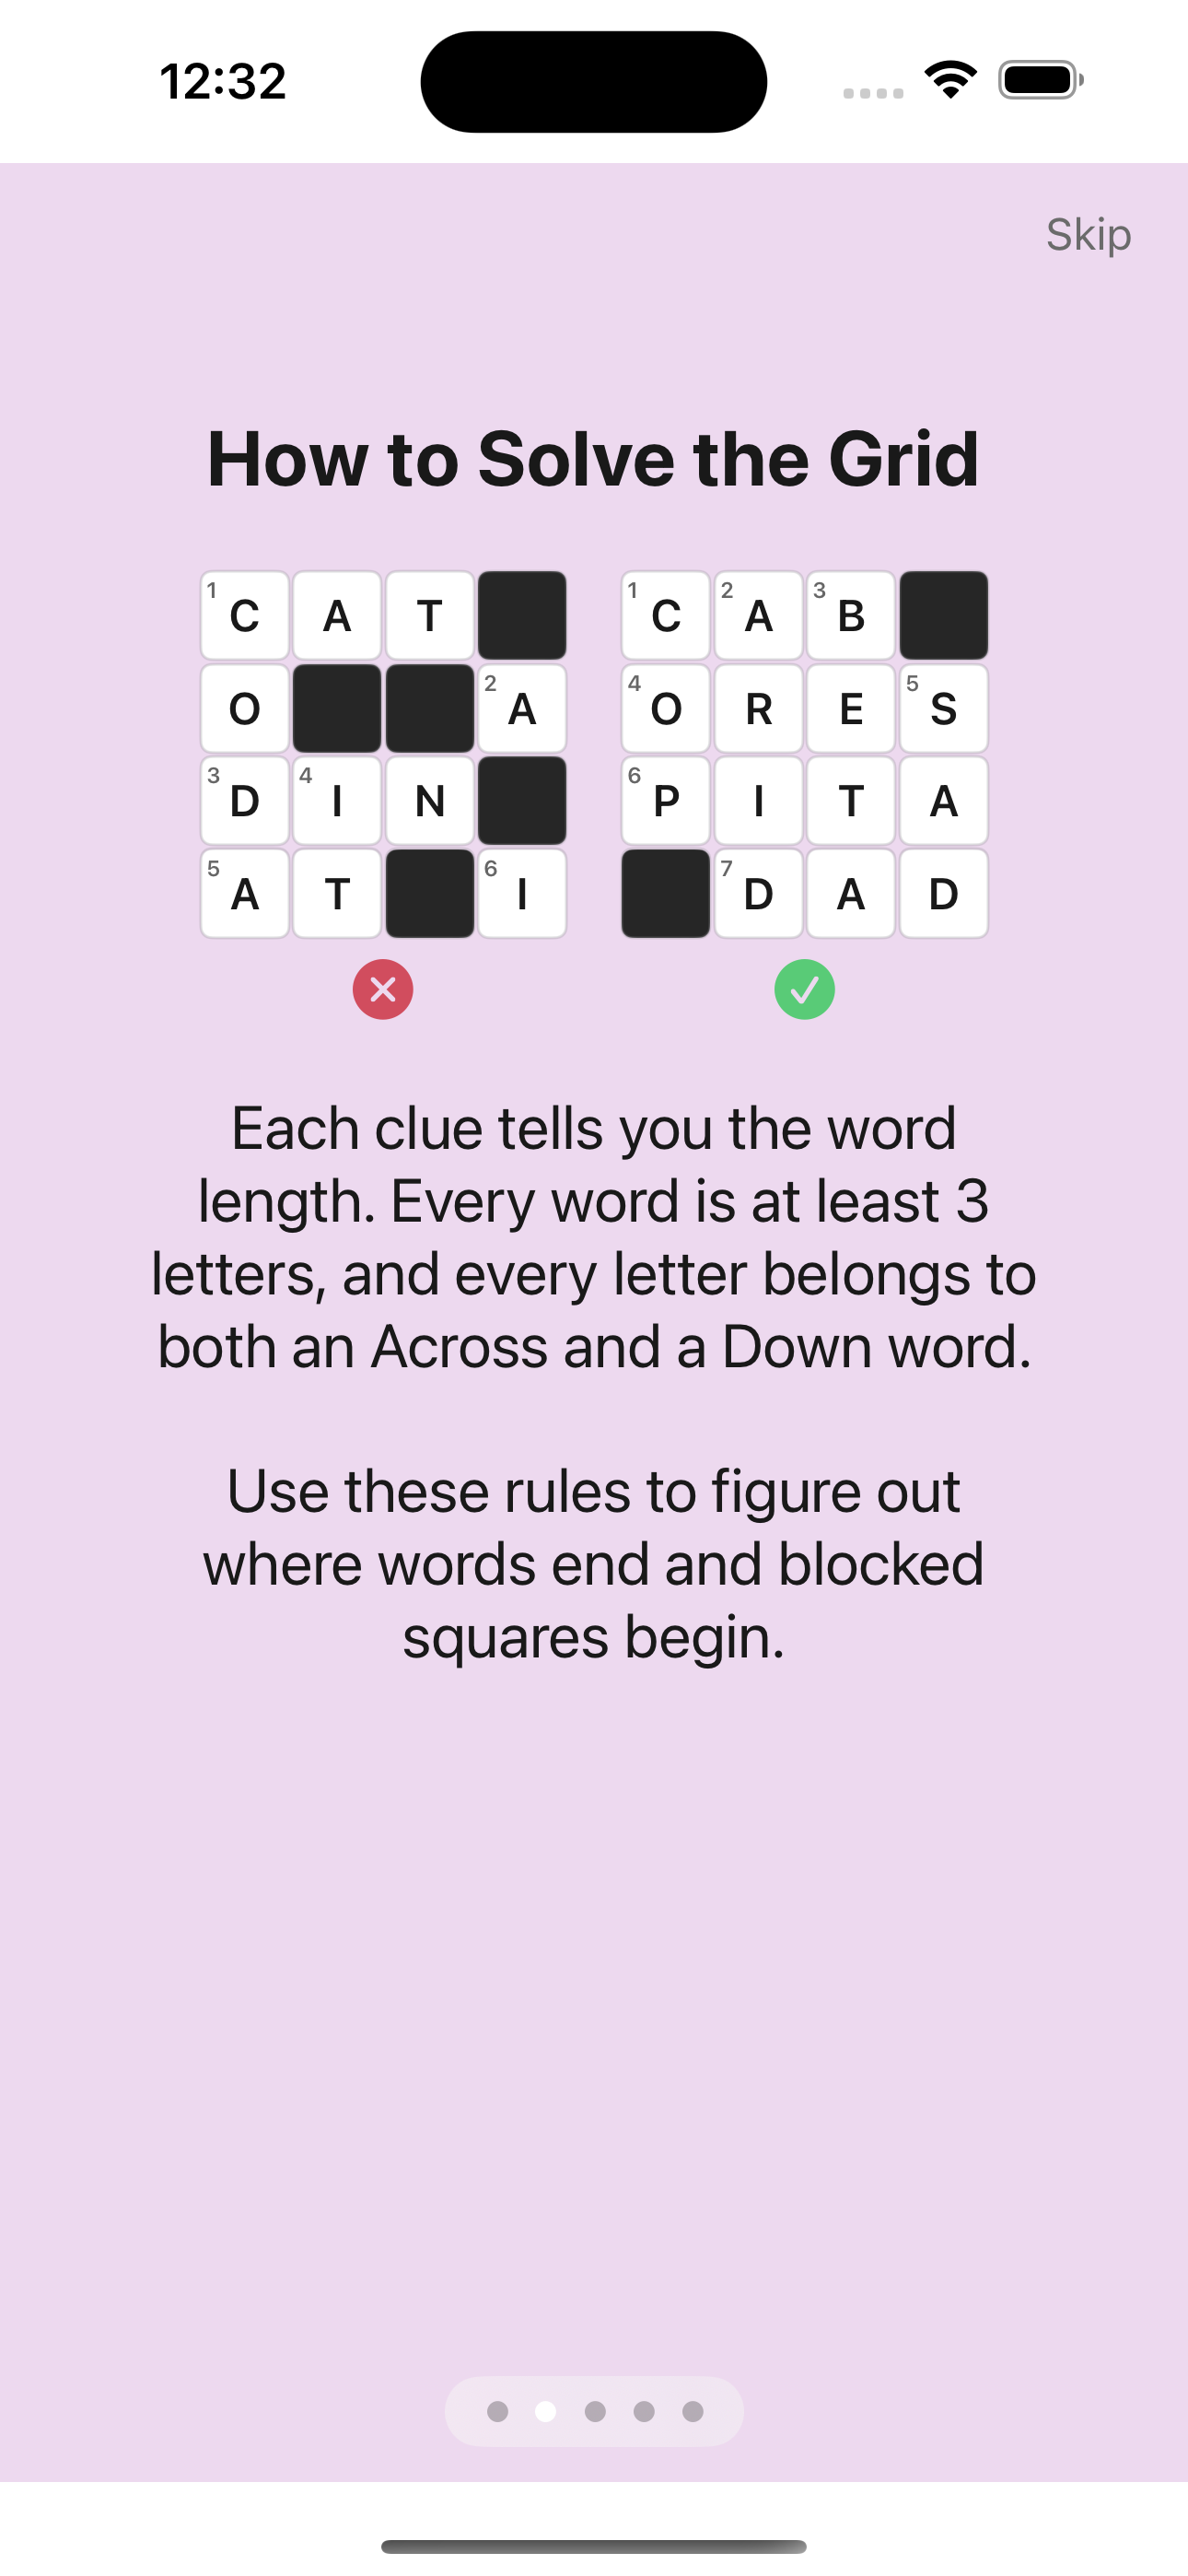 12:32
Skip
How to Solve the Grid
1 C A T
O 2 A
3 D 4 I N
5 A T 6 I
1 C 2 A 3 B
4 O R E 5 S
6 P I T A
7 D A D
Each clue tells you the word
length. Every word is at least 3
letters, and every letter belongs to
both an Across and a Down word.
Use these rules to figure out
where words end and blocked
squares begin.